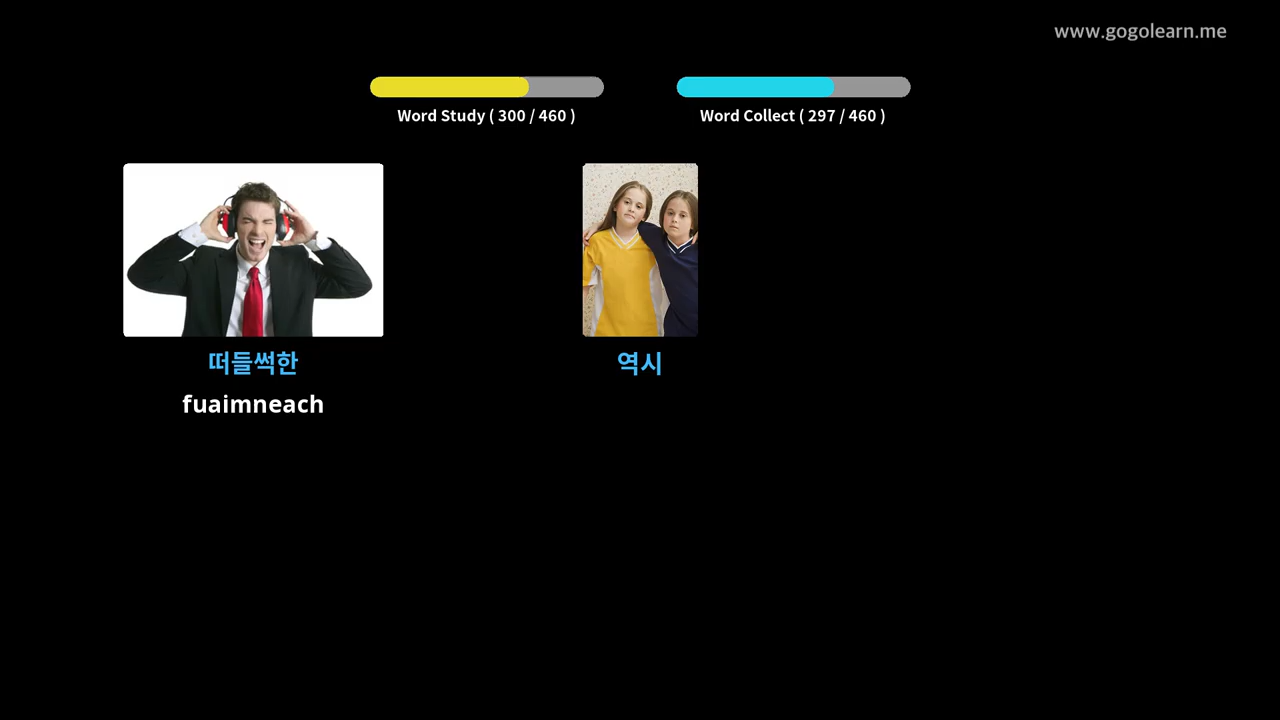 www.gogolearn.me
Word Study ( 300 / 460 )
Word Collect ( 297 / 460 )
떠들썩한
fuaimneach
역시